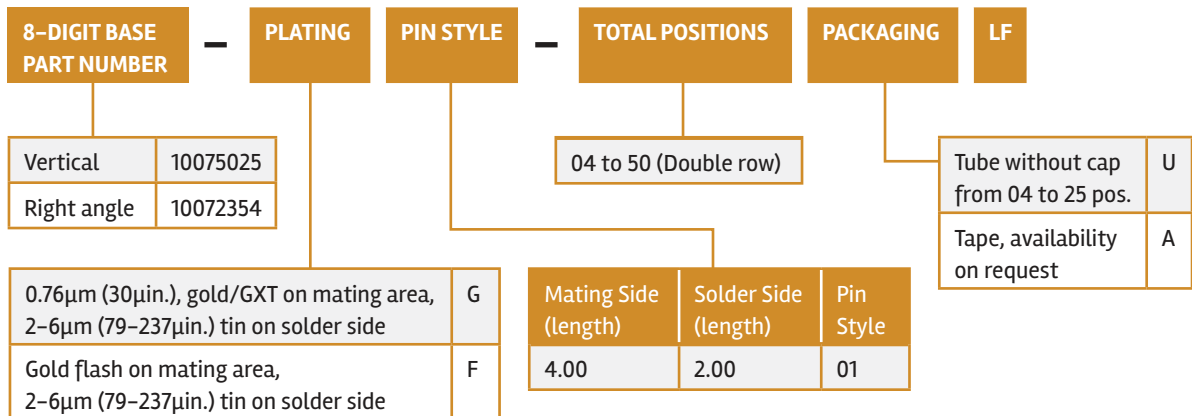 8–DIGIT BASE
PART NUMBER
–
PLATING
PIN STYLE
–
TOTAL POSITIONS
PACKAGING
LF
Vertical 10075025
Right angle 10072354
04 to 50 (Double row)
Tube without cap
from 04 to 25 pos.
U
Tape, availability
on request
A
0.76µm (30µin.), gold/GXT on mating area,
2–6µm (79–237µin.) tin on solder side
G
Gold flash on mating area,
2–6µm (79–237µin.) tin on solder side
F
Mating Side
(length)
Solder Side
(length)
Pin
Style
4.00 2.00 01